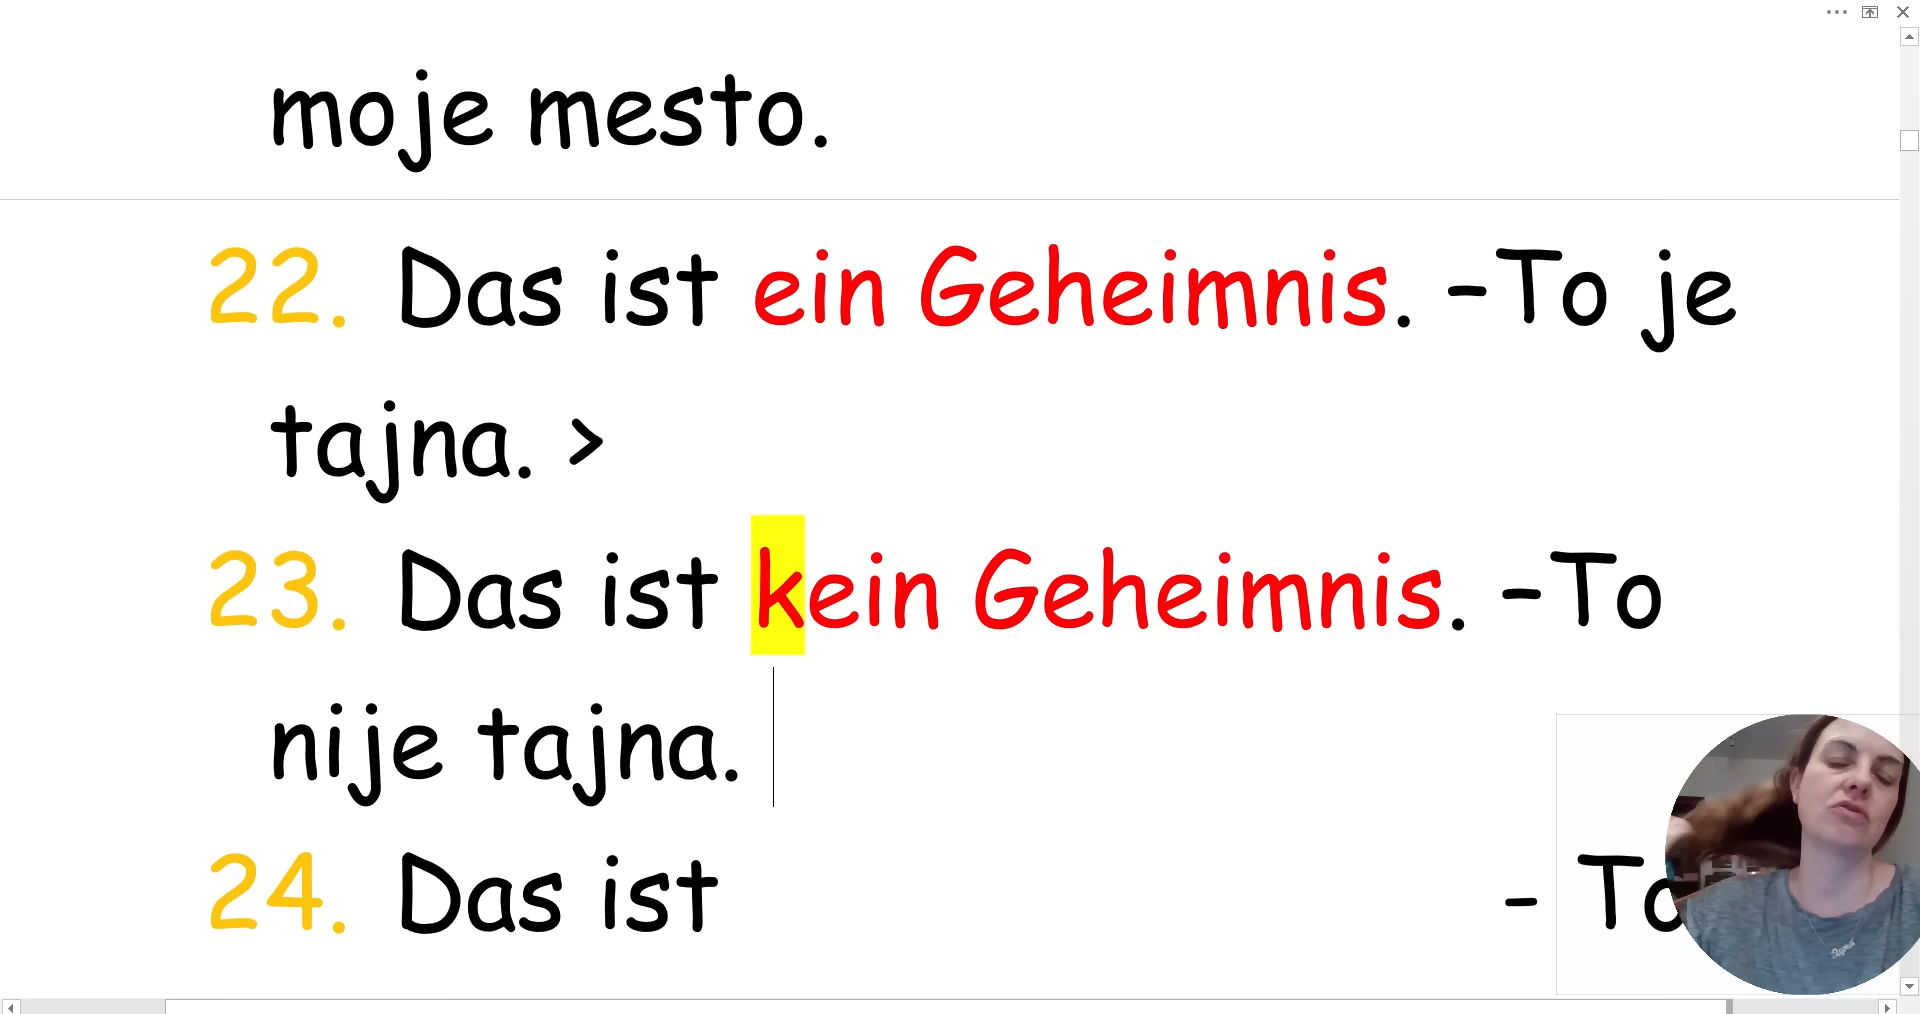 moje mesto.
22. Das ist ein Geheimnis. -To je
tajna. >
23. Das ist kein Geheimnis. -To
nije tajna.
24. Das ist - To